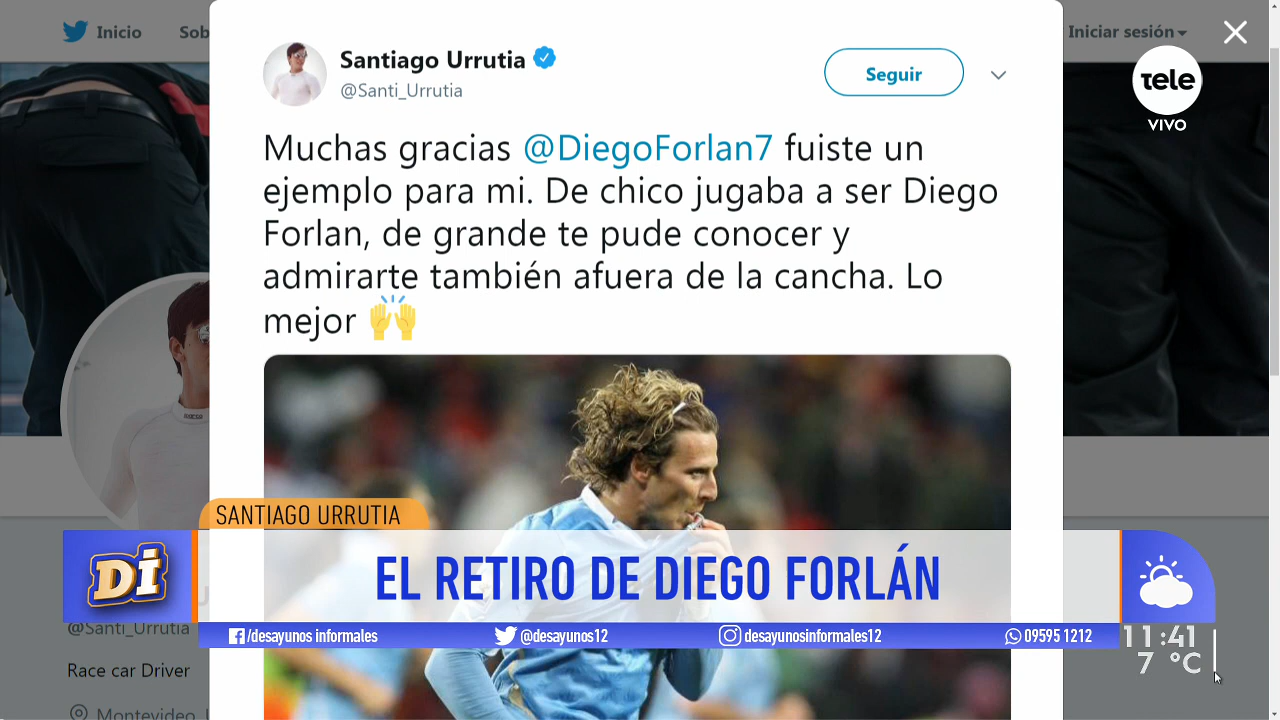 Inicio
Sob
Iniciar sesión
tele
VIVO
Santiago Urrutia
@Santi_Urrutia
Seguir
Muchas gracias @DiegoForlan7 fuiste un
ejemplo para mi. De chico jugaba a ser Diego
Forlan, de grande te pude conocer y
admirarte también afuera de la cancha. Lo
mejor 🙌
SANTIAGO URRUTIA
Di
EL RETIRO DE DIEGO FORLÁN
/desayunos informales
@desayunos12
desayunosinformales12
09595 1212
11:41
7 °C
@Santi_Urrutia
Race car Driver
Montevideo